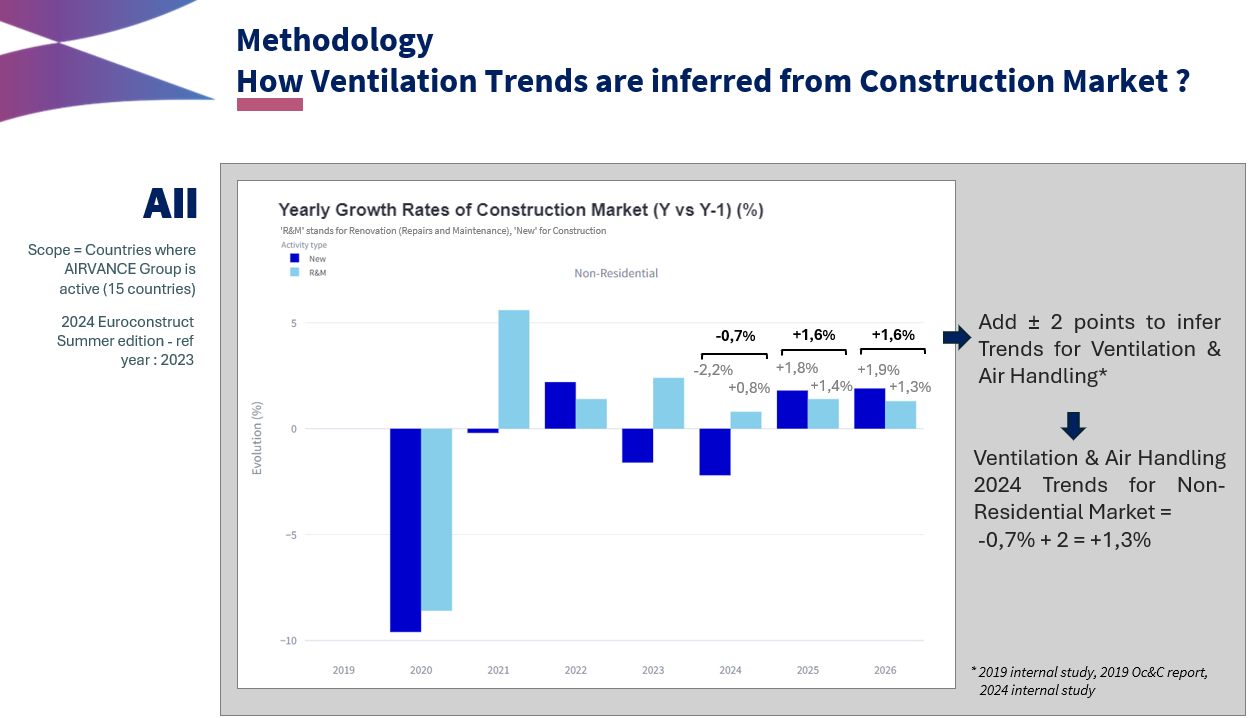 Methodology
How Ventilation Trends are inferred from Construction Market ?
All
Scope = Countries where
AIRVANCE Group is
active (15 countries)
2024 Euroconstruct
Summer edition - ref
year : 2023
Yearly Growth Rates of Construction Market (Y vs Y-1) (%)
'R&M' stands for Renovation (Repairs and Maintenance), 'New' for Construction
Activity type
New
R&M
Non-Residential
Evolution (%)
5
0
−5
−10
-0,7%
+1,6%
+1,6%
-2,2%
+0,8%
+1,8%
+1,4%
+1,9%
+1,3%
2019
2020
2021
2022
2023
2024
2025
2026
Add ± 2 points to infer
Trends for Ventilation &
Air Handling*
Ventilation & Air Handling
2024 Trends for Non-
Residential Market =
-0,7% + 2 = +1,3%
* 2019 internal study, 2019 Oc&C report,
2024 internal study